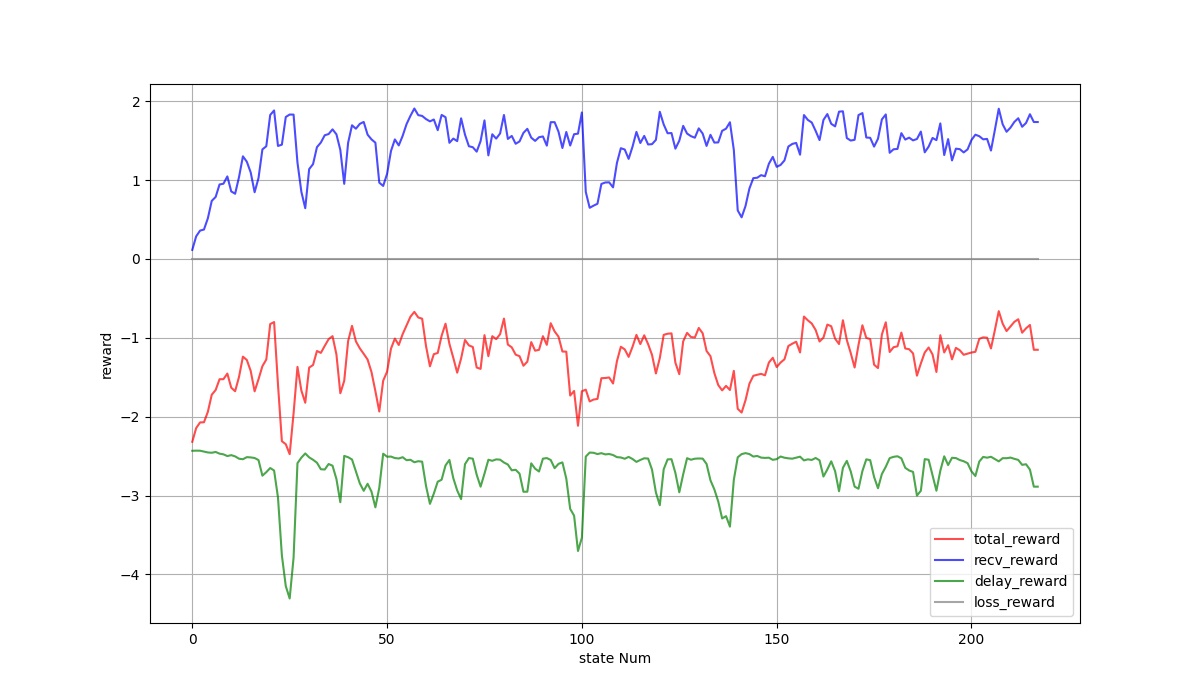 2
1
0
−1
−2
−3
−4
reward
0 50 100 150 200
state Num
total_reward
recv_reward
delay_reward
loss_reward